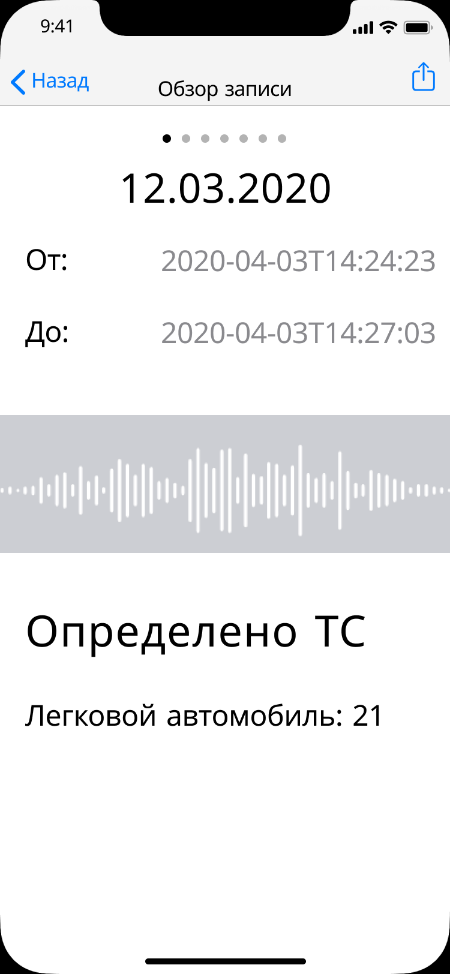 9:41
Назад
Обзор записи
12.03.2020
От: 2020-04-03T14:24:23
До: 2020-04-03T14:27:03
Определено ТС
Легковой автомобиль: 21